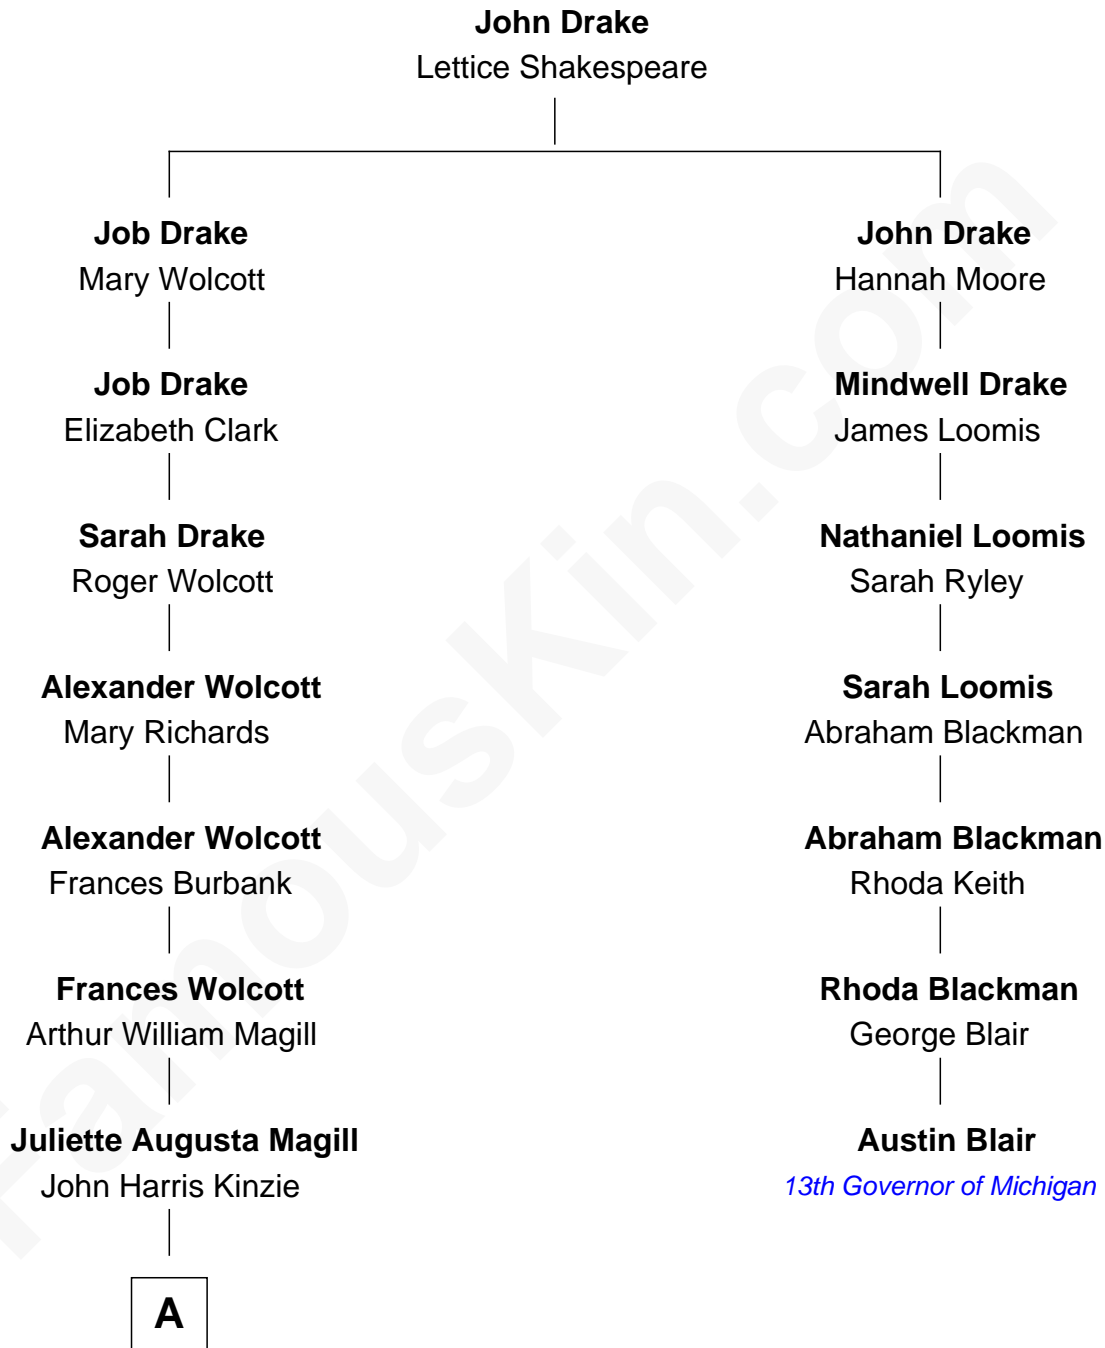 John Drake
Lettice Shakespeare
Job Drake
Mary Wolcott
John Drake
Hannah Moore
Job Drake
Elizabeth Clark
Mindwell Drake
James Loomis
Sarah Drake
Roger Wolcott
Nathaniel Loomis
Sarah Ryley
Alexander Wolcott
Mary Richards
Sarah Loomis
Abraham Blackman
Alexander Wolcott
Frances Burbank
Abraham Blackman
Rhoda Keith
Frances Wolcott
Arthur William Magill
Rhoda Blackman
George Blair
Juliette Augusta Magill
John Harris Kinzie
Austin Blair
13th Governor of Michigan
A
FamousKin.com